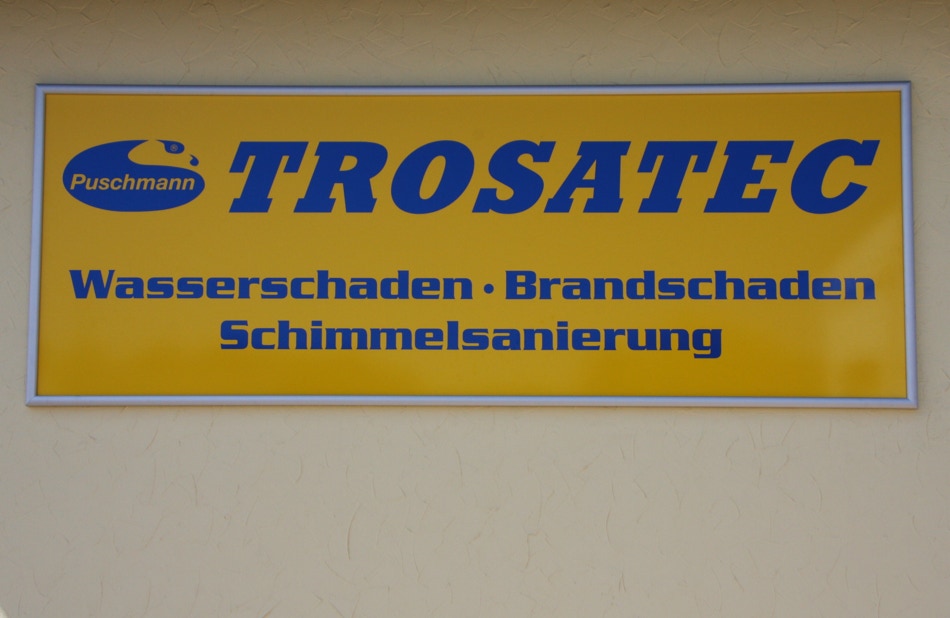 Puschmann® TROSATEC
Wasserschaden • Brandschaden
Schimmelsanierung